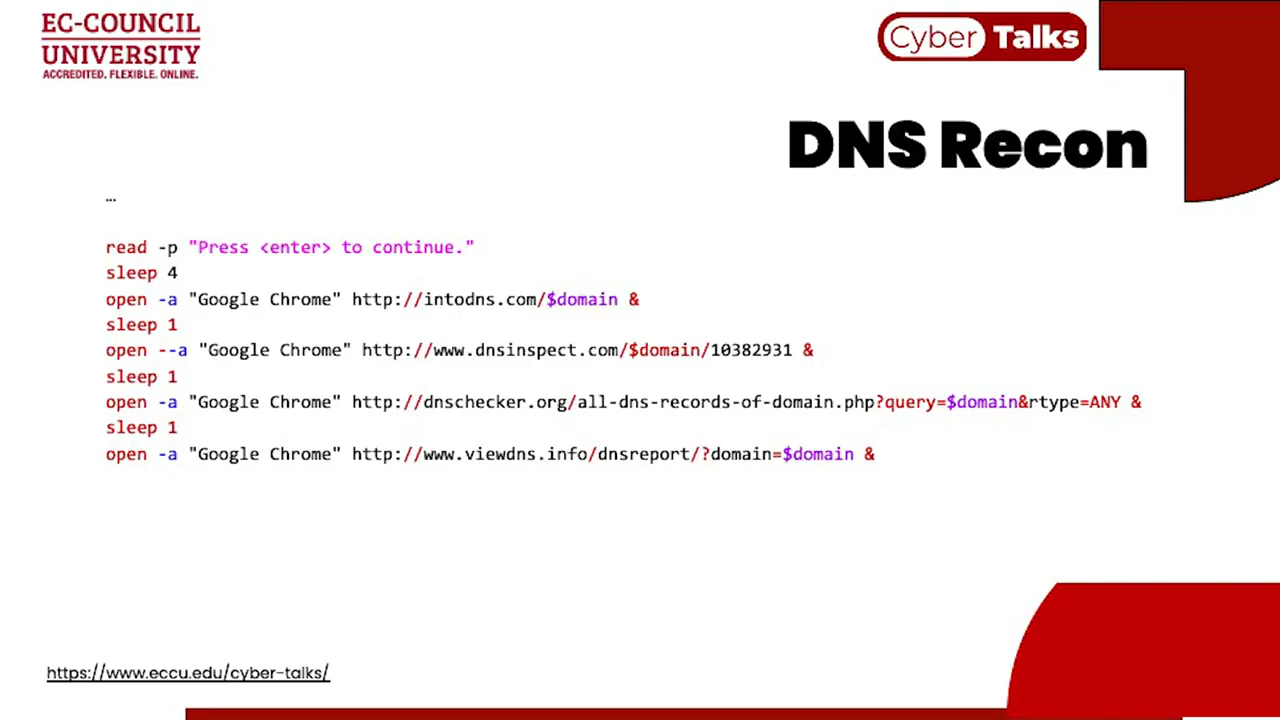 EC-COUNCIL
UNIVERSITY
ACCREDITED. FLEXIBLE. ONLINE.
Cyber Talks
DNS Recon
…
read -p "Press <enter> to continue."
sleep 4
open -a "Google Chrome" http://intodns.com/$domain &
sleep 1
open --a "Google Chrome" http://www.dnsinspect.com/$domain/10382931 &
sleep 1
open -a "Google Chrome" http://dnschecker.org/all-dns-records-of-domain.php?query=$domain&rtype=ANY &
sleep 1
open -a "Google Chrome" http://www.viewdns.info/dnsreport/?domain=$domain &
https://www.eccu.edu/cyber-talks/